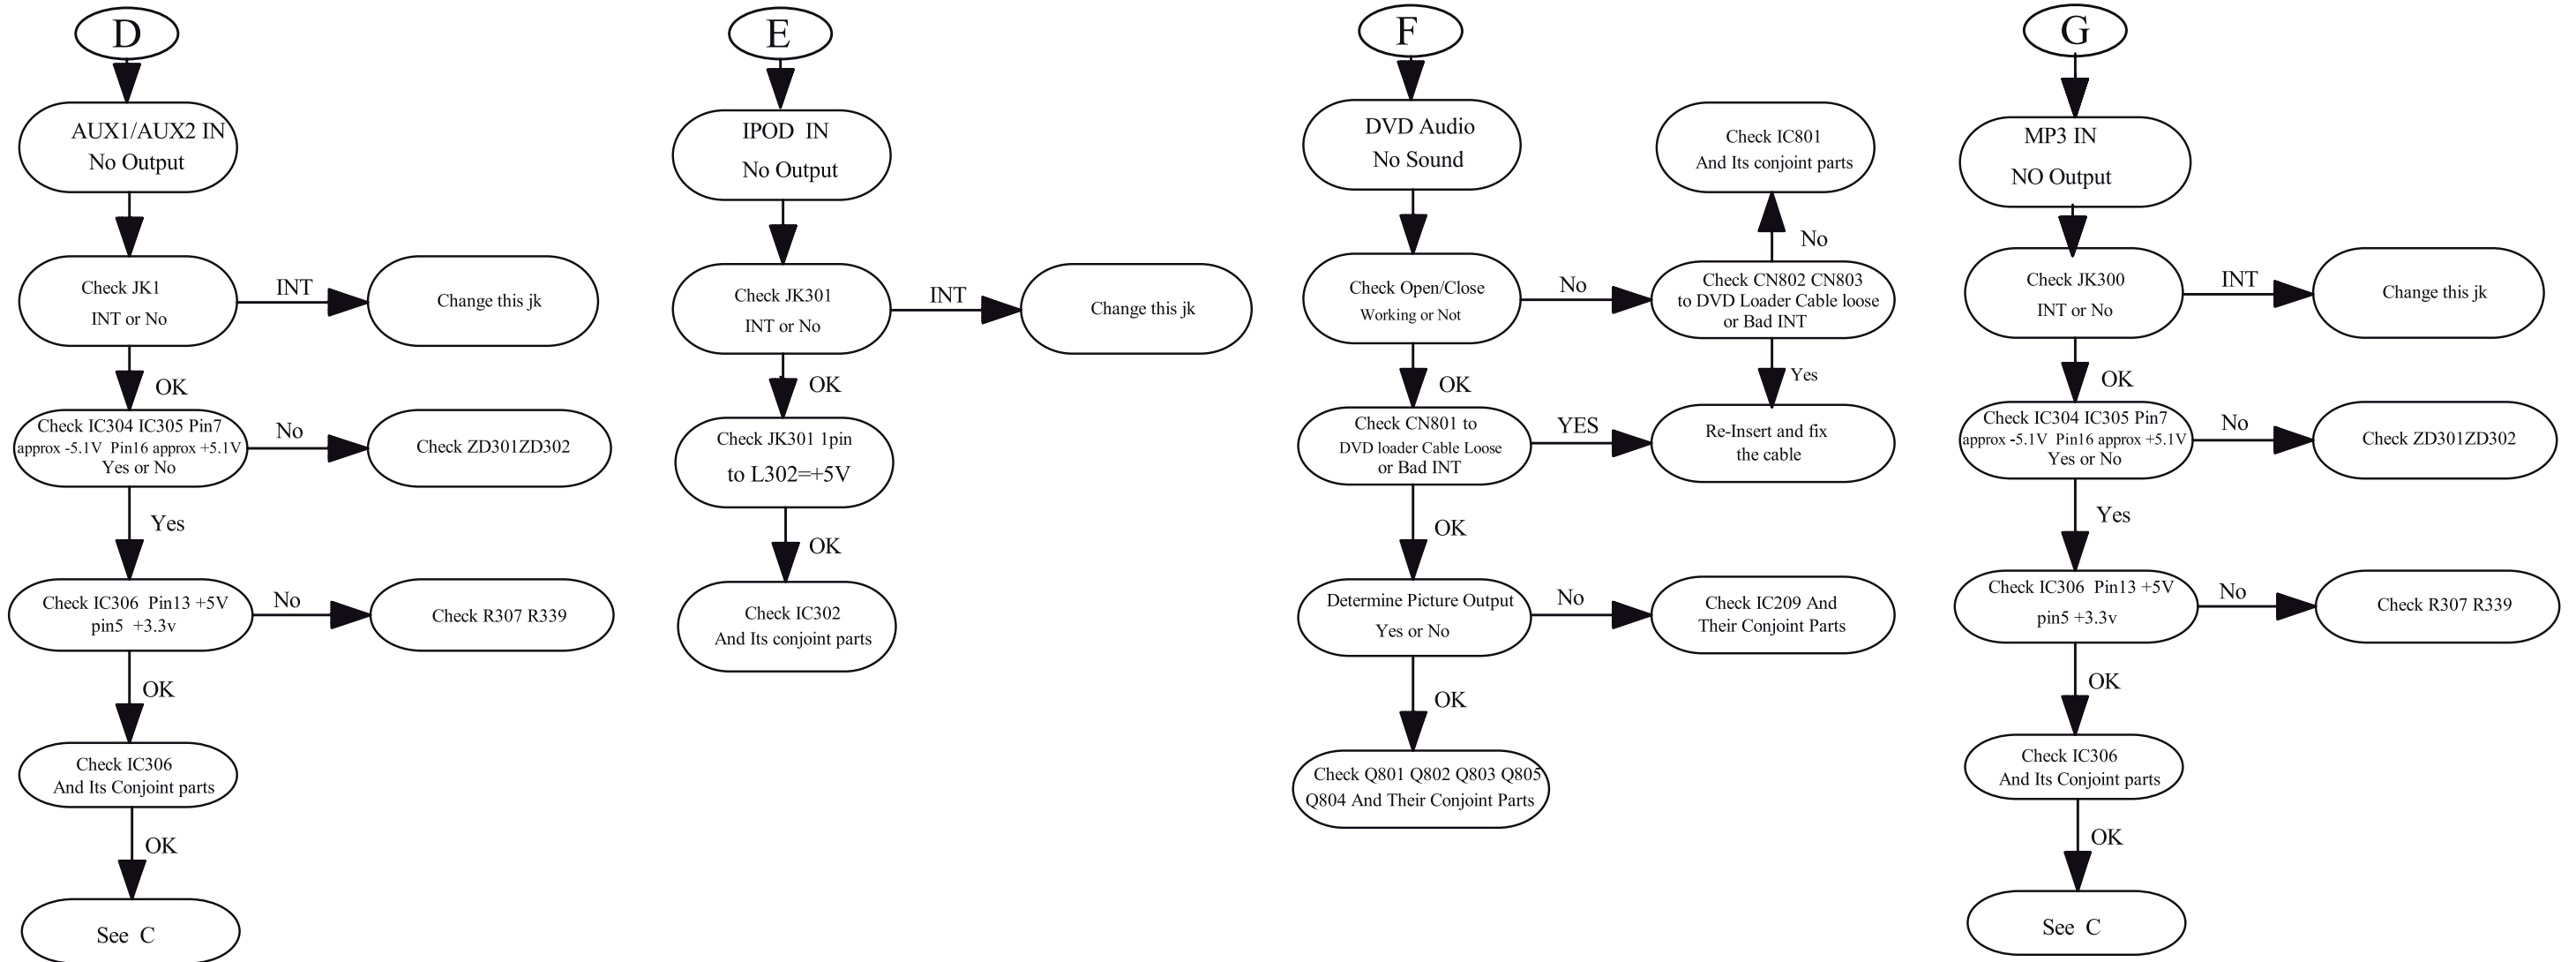 D
AUX1/AUX2 IN
No Output
Check JK1
INT or No
INT
Change this jk
OK
Check IC304 IC305 Pin7
approx -5.1V  Pin16 approx +5.1V
Yes or No
No
Check ZD301ZD302
Yes
Check IC306  Pin13 +5V
pin5  +3.3v
No
Check R307 R339
OK
Check IC306
And Its Conjoint parts
OK
See  C
E
IPOD  IN
No Output
Check JK301
INT or No
INT
Change this jk
OK
Check JK301 1pin
to L302=+5V
OK
Check IC302
And Its conjoint parts
F
DVD Audio
No Sound
Check Open/Close
Working or Not
No
Check CN802 CN803
to DVD Loader Cable loose
or Bad INT
No
Check IC801
And Its conjoint parts
Yes
OK
Check CN801 to
DVD loader Cable Loose
or Bad INT
YES
Re-Insert and fix
the cable
OK
Determine Picture Output
Yes or No
No
Check IC209 And
Their Conjoint Parts
OK
Check Q801 Q802 Q803 Q805
Q804 And Their Conjoint Parts
G
MP3 IN
NO Output
Check JK300
INT or No
INT
Change this jk
OK
Check IC304 IC305 Pin7
approx -5.1V  Pin16 approx +5.1V
Yes or No
No
Check ZD301ZD302
Yes
Check IC306  Pin13 +5V
pin5 +3.3v
No
Check R307 R339
OK
Check IC306
And Its Conjoint parts
OK
See  C